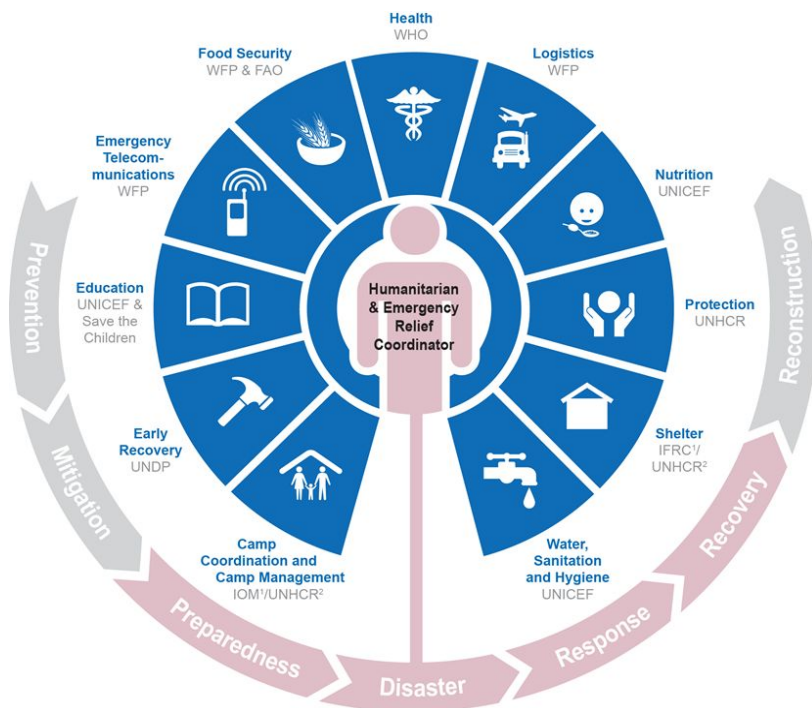 Health
WHO
Logistics
WFP
Nutrition
UNICEF
Protection
UNHCR
Shelter
IFRC¹/
UNHCR²
Water,
Sanitation
and Hygiene
UNICEF
Camp
Coordination and
Camp Management
IOM¹/UNHCR²
Early
Recovery
UNDP
Education
UNICEF &
Save the
Children
Emergency
Telecom-
munications
WFP
Food Security
WFP & FAO
Humanitarian
& Emergency
Relief
Coordinator
Prevention
Mitigation
Preparedness
Disaster
Response
Recovery
Reconstruction